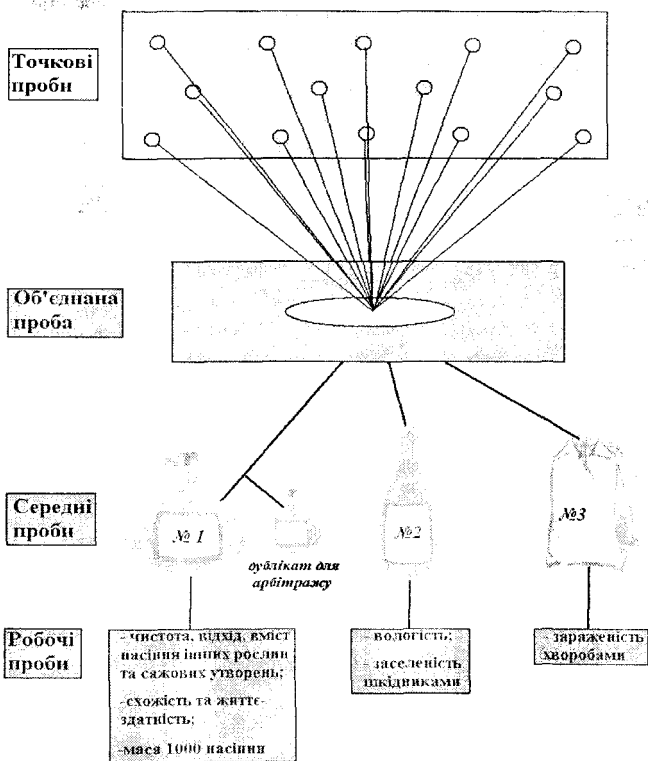 Точкові
проби
Об'єднана
проба
Середні
проби
№ 1
дублікат для
арбітражу
№2
№3
Робочі
проби
- чистота, відхід, вміст
насіння інших рослин
та сажових утворень;
-схожість та життє-
здатність;
-маса 1000 насінин
- вологість;
- заселеність
шкідниками
- зараженість
хворобами